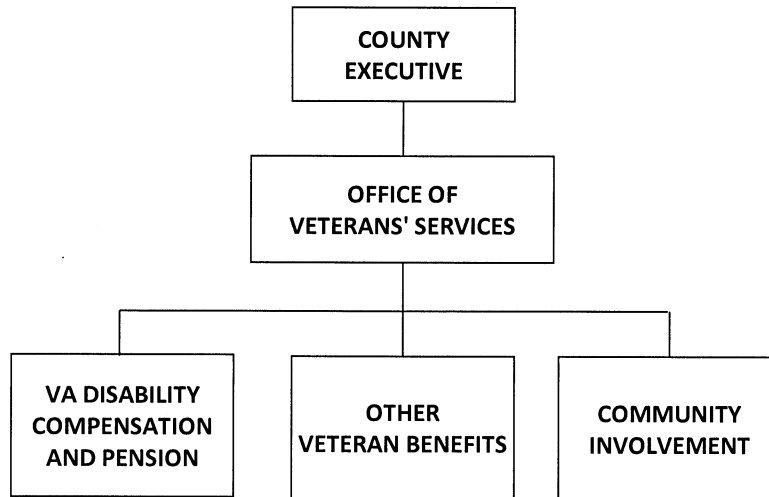 COUNTY
EXECUTIVE
OFFICE OF
VETERANS' SERVICES
VA DISABILITY
COMPENSATION
AND PENSION
OTHER
VETERAN BENEFITS
COMMUNITY
INVOLVEMENT